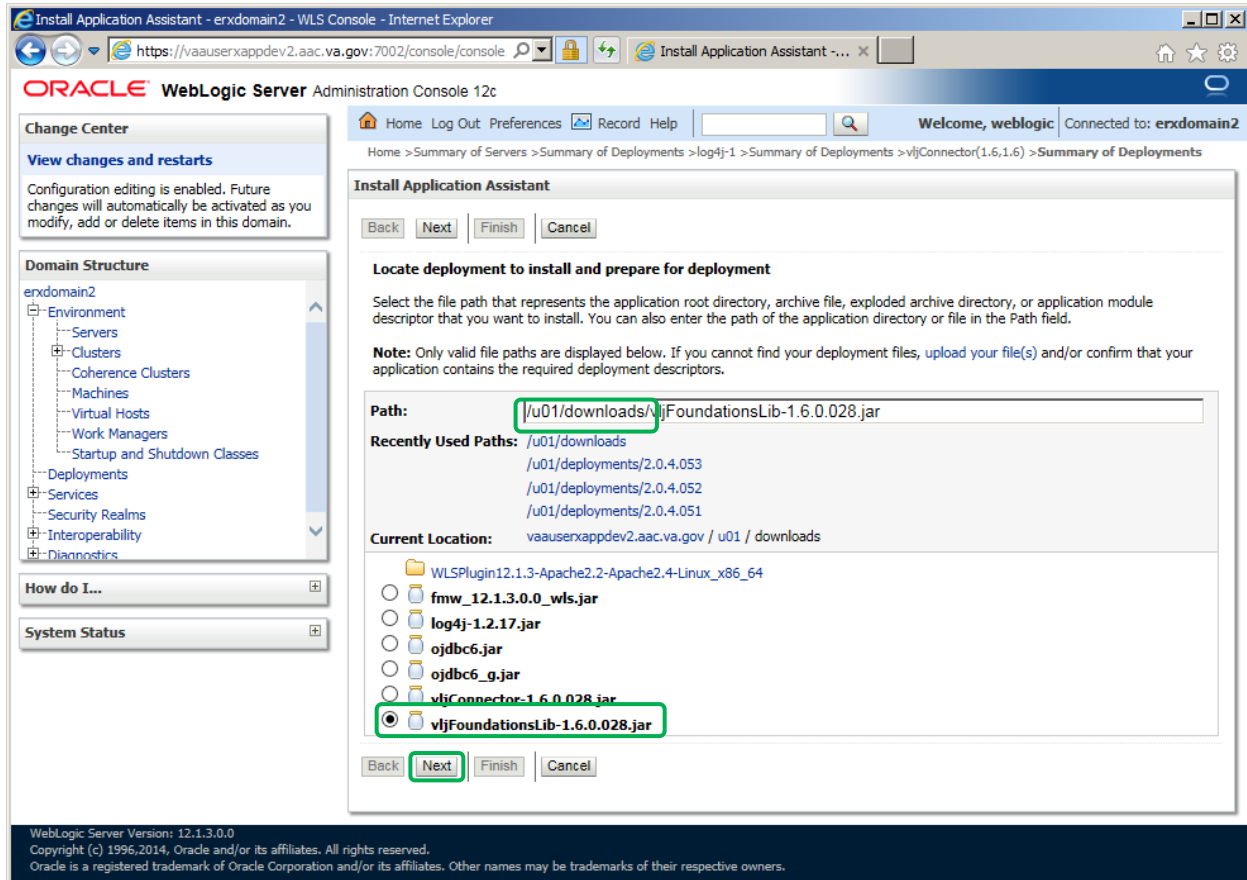 Install Application Assistant - erxdomain2 - WLS Console - Internet Explorer
https://vaauserxappdev2.aac.va.gov:7002/console/console
Install Application Assistant -...
ORACLE WebLogic Server Administration Console 12c
Change Center
View changes and restarts
Configuration editing is enabled. Future
changes will automatically be activated as you
modify, add or delete items in this domain.
Domain Structure
erxdomain2
Environment
Servers
Clusters
Coherence Clusters
Machines
Virtual Hosts
Work Managers
Startup and Shutdown Classes
Deployments
Services
Security Realms
Interoperability
Diagnostics
How do I...
System Status
Home Log Out Preferences Record Help
Welcome, weblogic Connected to: erxdomain2
Home >Summary of Servers >Summary of Deployments >log4j-1 >Summary of Deployments >vljConnector(1.6,1.6) >Summary of Deployments
Install Application Assistant
Back Next Finish Cancel
Locate deployment to install and prepare for deployment
Select the file path that represents the application root directory, archive file, exploded archive directory, or application module
descriptor that you want to install. You can also enter the path of the application directory or file in the Path field.
Note: Only valid file paths are displayed below. If you cannot find your deployment files, upload your file(s) and/or confirm that your
application contains the required deployment descriptors.
Path: /u01/downloads/vljFoundationsLib-1.6.0.028.jar
Recently Used Paths: /u01/downloads
/u01/deployments/2.0.4.053
/u01/deployments/2.0.4.052
/u01/deployments/2.0.4.051
Current Location: vaauserxappdev2.aac.va.gov / u01 / downloads
WLSPlugin12.1.3-Apache2.2-Apache2.4-Linux_x86_64
fmw_12.1.3.0.0_wls.jar
log4j-1.2.17.jar
ojdbc6.jar
ojdbc6_g.jar
vljConnector-1.6.0.028.jar
vljFoundationsLib-1.6.0.028.jar
Back Next Finish Cancel
WebLogic Server Version: 12.1.3.0.0
Copyright (c) 1996,2014, Oracle and/or its affiliates. All rights reserved.
Oracle is a registered trademark of Oracle Corporation and/or its affiliates. Other names may be trademarks of their respective owners.